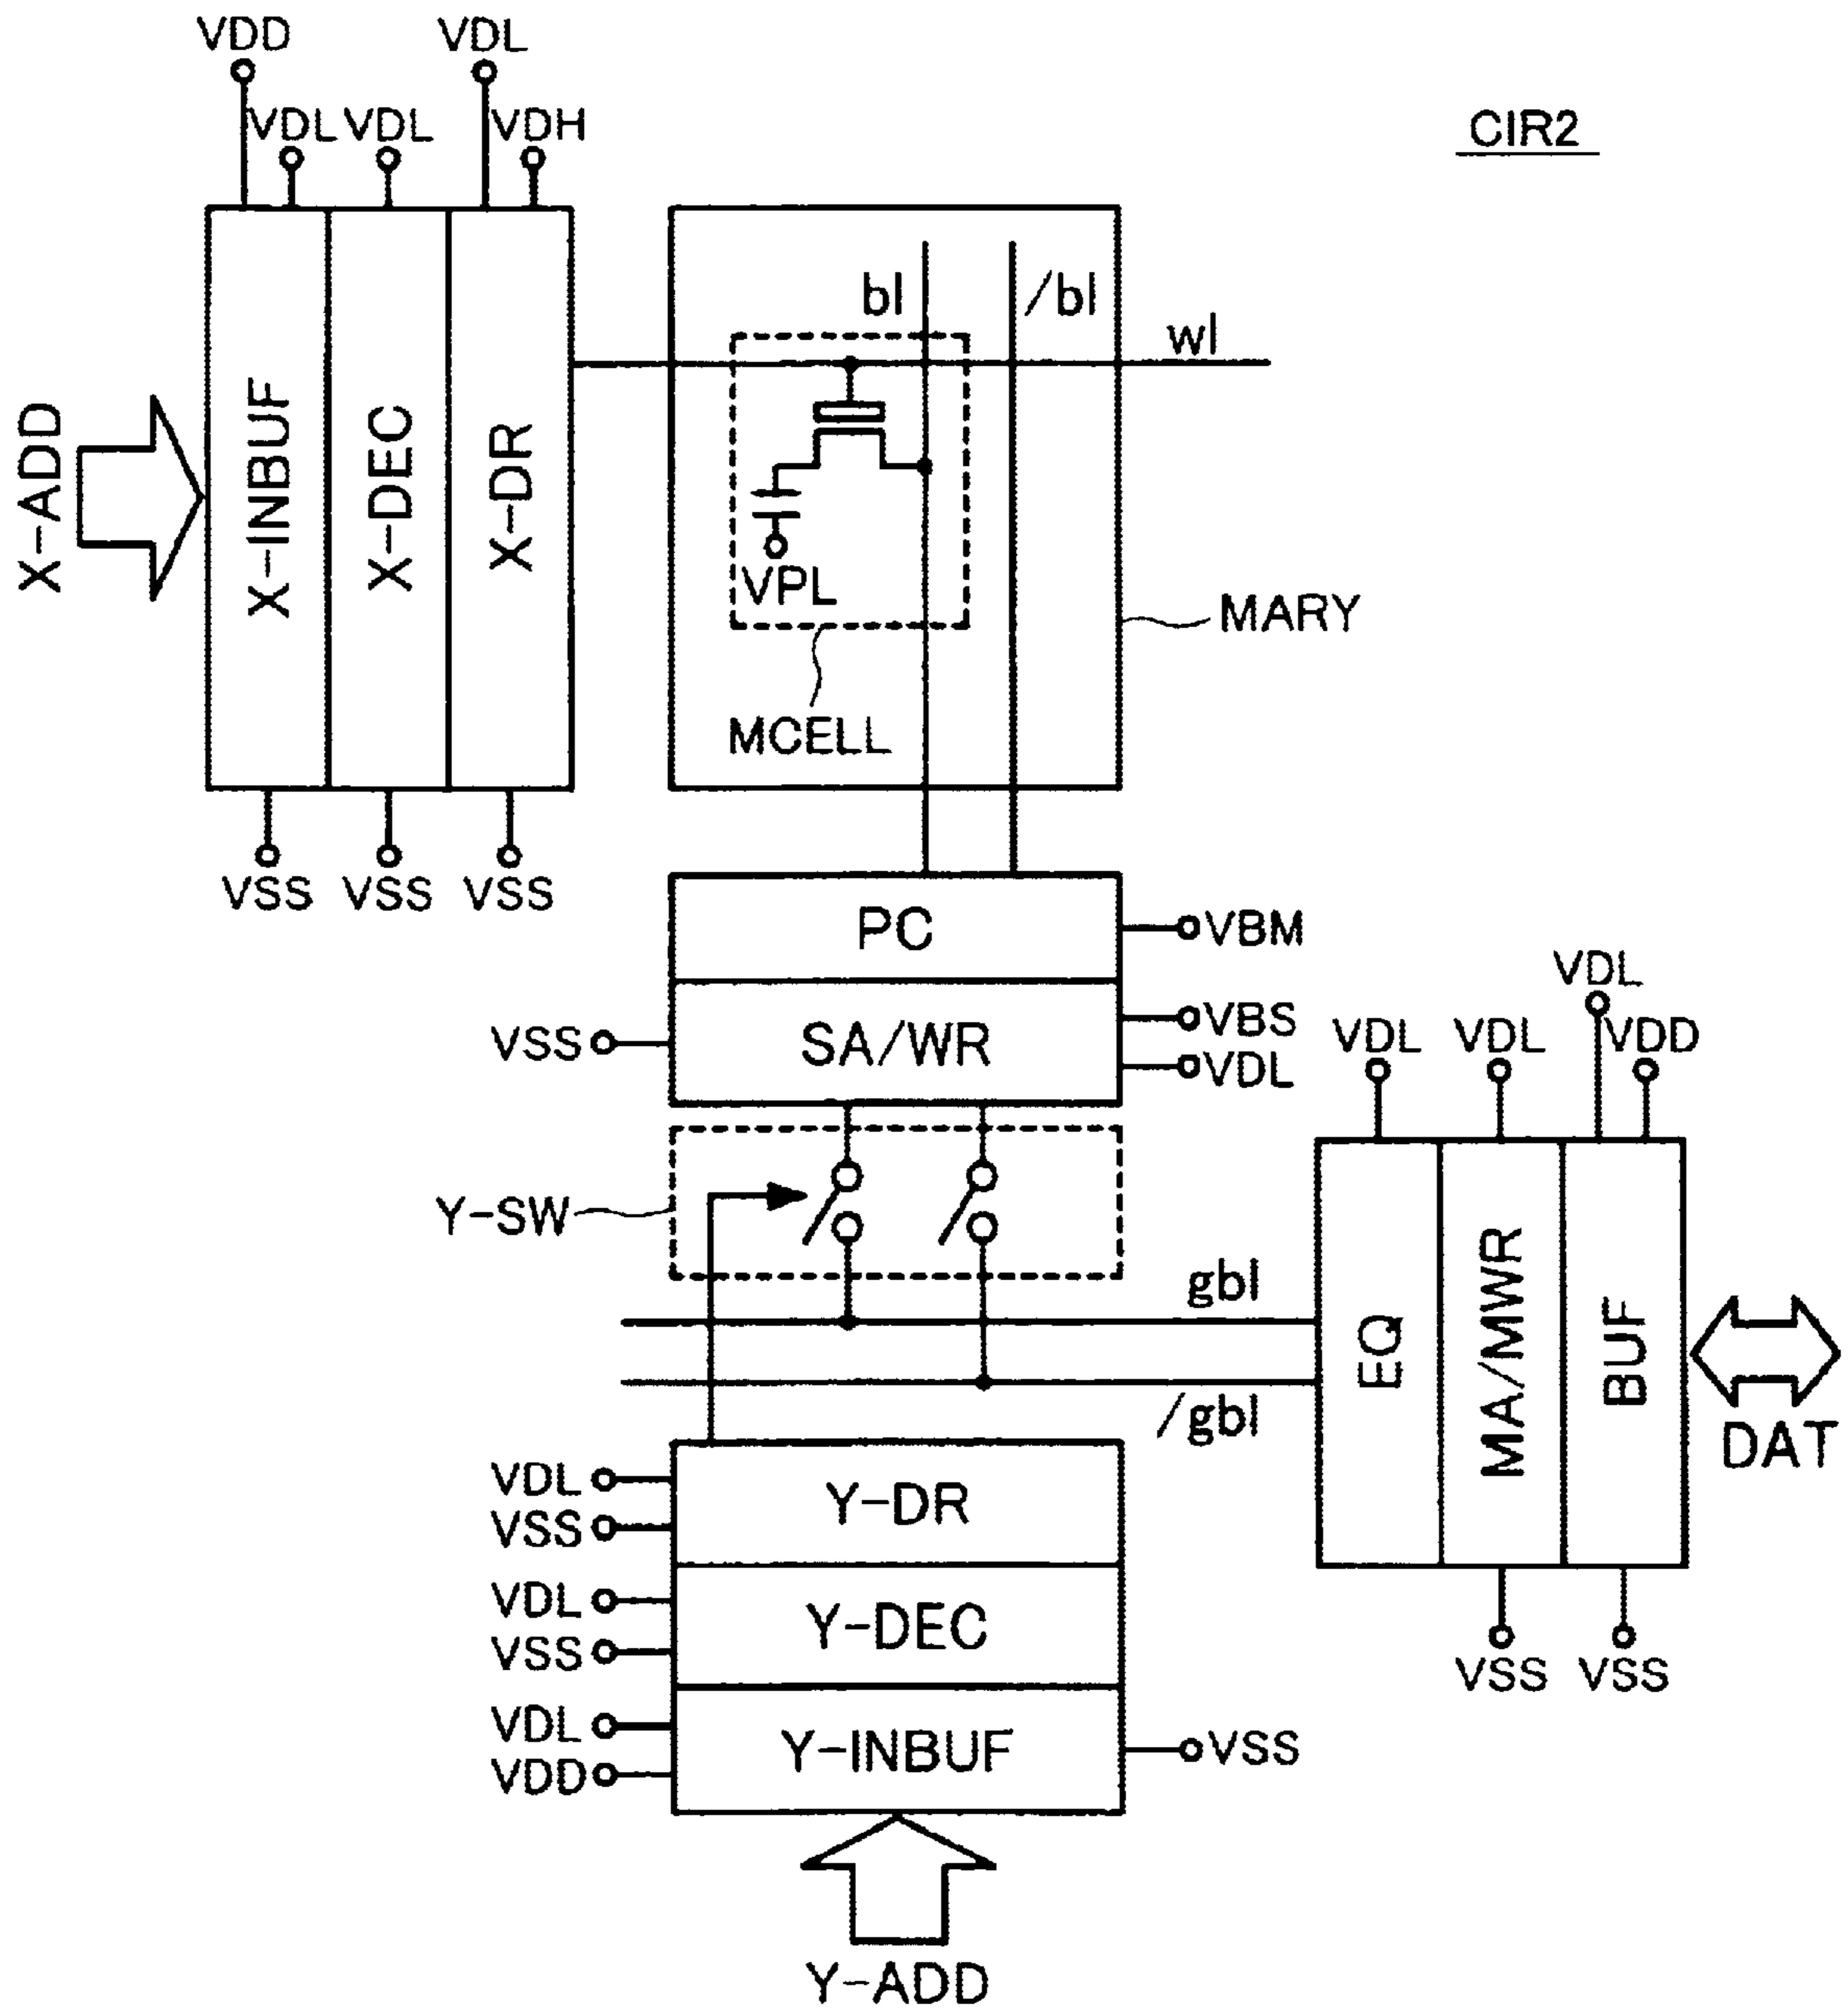 VDD
VDL
VDL
VDL
VDH
CIR2
bl
/bl
wl
X-ADD
X-INBUF
X-DEC
X-DR
VPL
MARY
MCELL
VSS
VSS
VSS
PC
VBM
VSS
SA/WR
VBS
VDL
VDL
VDL
VDL
VDD
Y-SW
gbl
/gbl
EQ
MA/MWR
BUF
DAT
VDL
VSS
Y-DR
VDL
VSS
Y-DEC
VSS
VSS
VDL
VDD
Y-INBUF
VSS
Y-ADD